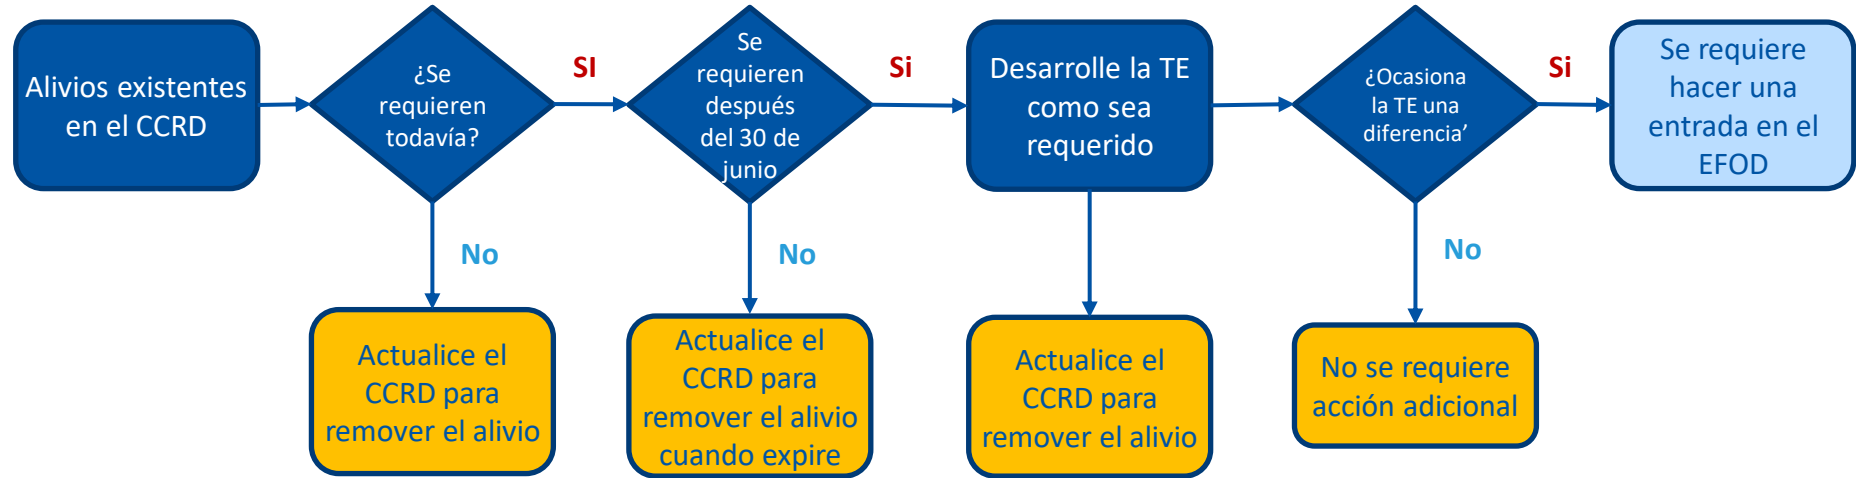 Alivios existentes
en el CCRD
¿Se
requieren
todavía?
SI
Se
requieren
después
del 30 de
junio
Si
Desarrolle la TE
como sea
requerido
¿Ocasiona
la TE una
diferencia’
Si
Se requiere
hacer una
entrada en el
EFOD
No
No
No
Actualice el
CCRD para
remover el alivio
Actualice el
CCRD para
remover el alivio
cuando expire
Actualice el
CCRD para
remover el alivio
No se requiere
acción adicional